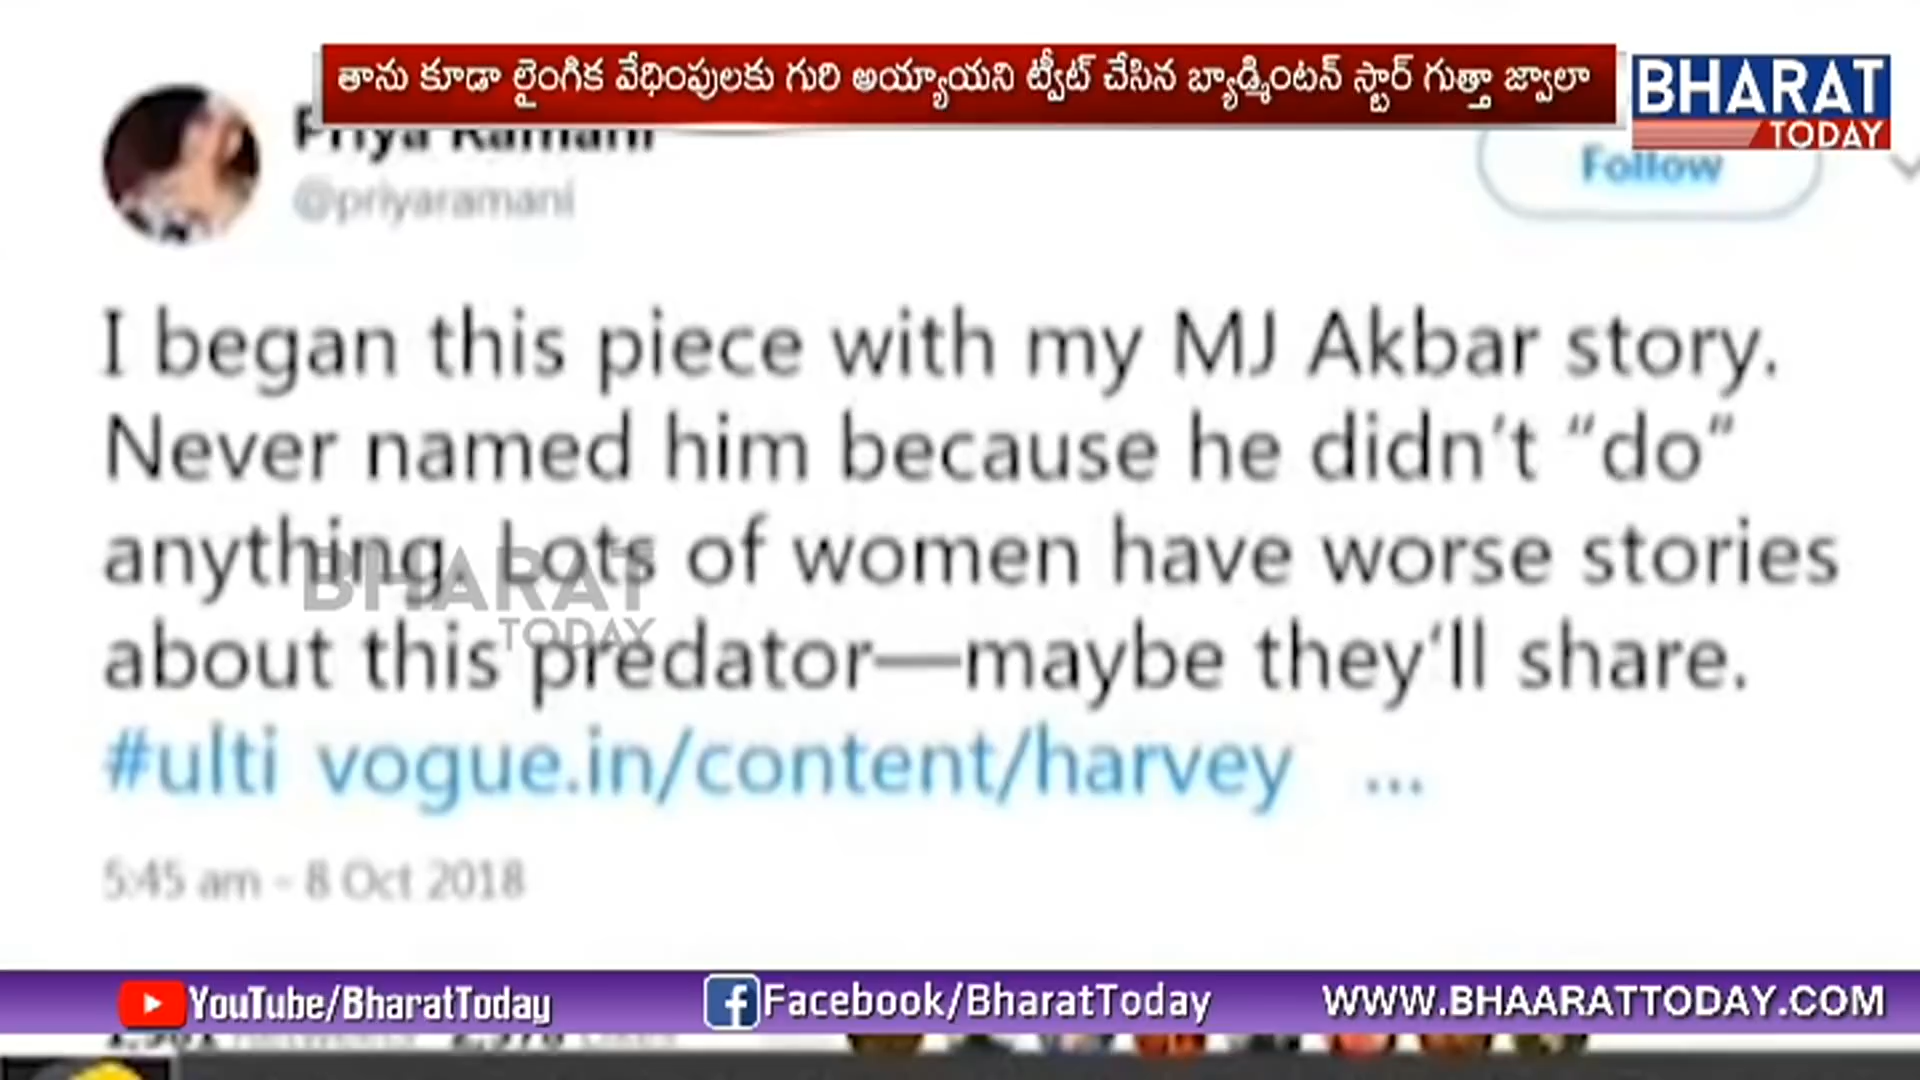 తాను కూడా లైంగిక వేధింపులకు గురి అయ్యాయని ట్వీట్ చేసిన బ్యాడ్మింటన్ స్టార్ గుత్తా జ్వాలా
BHARAT
TODAY
Priya Ramani
@priyaramani
Follow
I began this piece with my MJ Akbar story.
Never named him because he didn't “do“
anything. Lots of women have worse stories
about this predator—maybe they'll share.
#ulti vogue.in/content/harvey ...
BHARAT
TODAY
5:45 am - 8 Oct 2018
YouTube/BharatToday
Facebook/BharatToday
WWW.BHAARATTODAY.COM